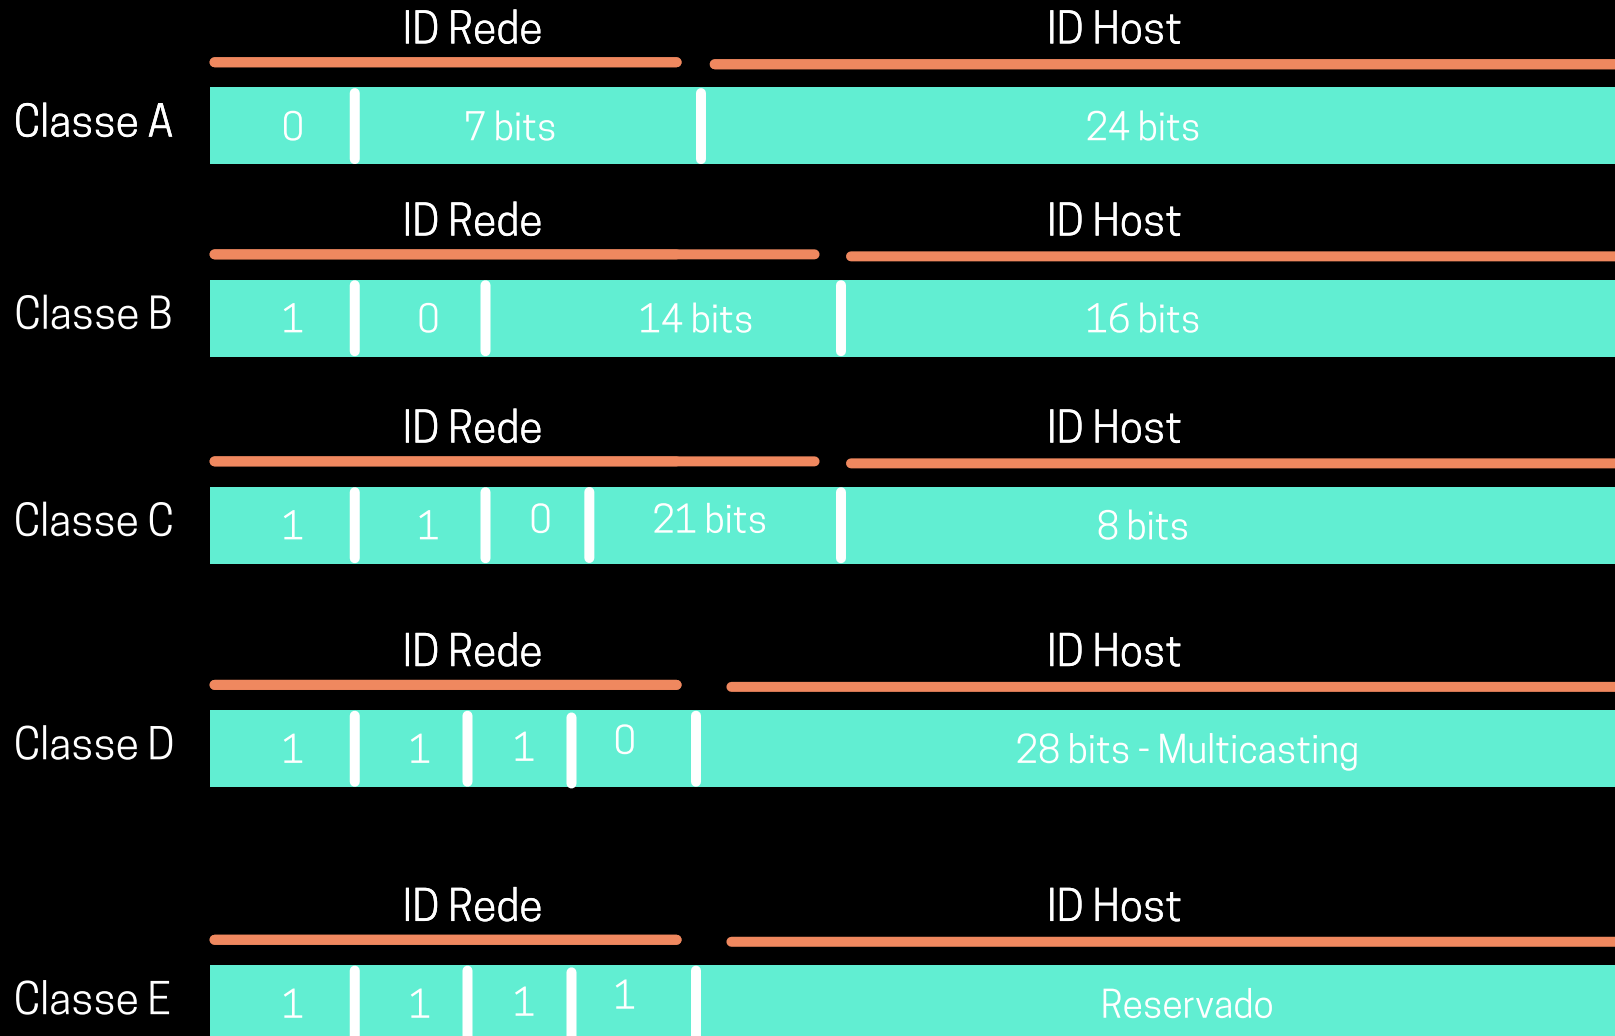 ID Rede ID Host
Classe A 0 7 bits 24 bits
ID Rede ID Host
Classe B 1 0 14 bits 16 bits
ID Rede ID Host
Classe C 1 1 0 21 bits 8 bits
ID Rede ID Host
Classe D 1 1 1 0 28 bits - Multicasting
ID Rede ID Host
Classe E 1 1 1 1 Reservado